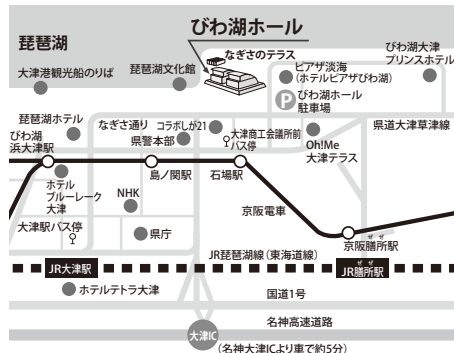 びわ湖ホール
琵琶湖
なぎさのテラス
大津港観光船のりば
琵琶湖文化館
ピアザ淡海
(ホテルピアザびわ湖)
びわ湖大津
プリンスホテル
P
びわ湖ホール
駐車場
琵琶湖ホテル
なぎさ通り
コラボしが21
県警本部
大津商工会議所前
バス停
Oh!Me
大津テラス
県道大津草津線
びわ湖
浜大津駅
島ノ関駅
石場駅
ホテル
ブルーレーク
大津
NHK
京阪電車
大津駅バス停
県庁
ぜ ぜ
京阪膳所駅
JR琵琶湖線(東海道線)
JR大津駅
ぜ ぜ
JR膳所駅
ホテルテトラ大津
国道1号
名神高速道路
大津IC
(名神大津ICより車で約5分)